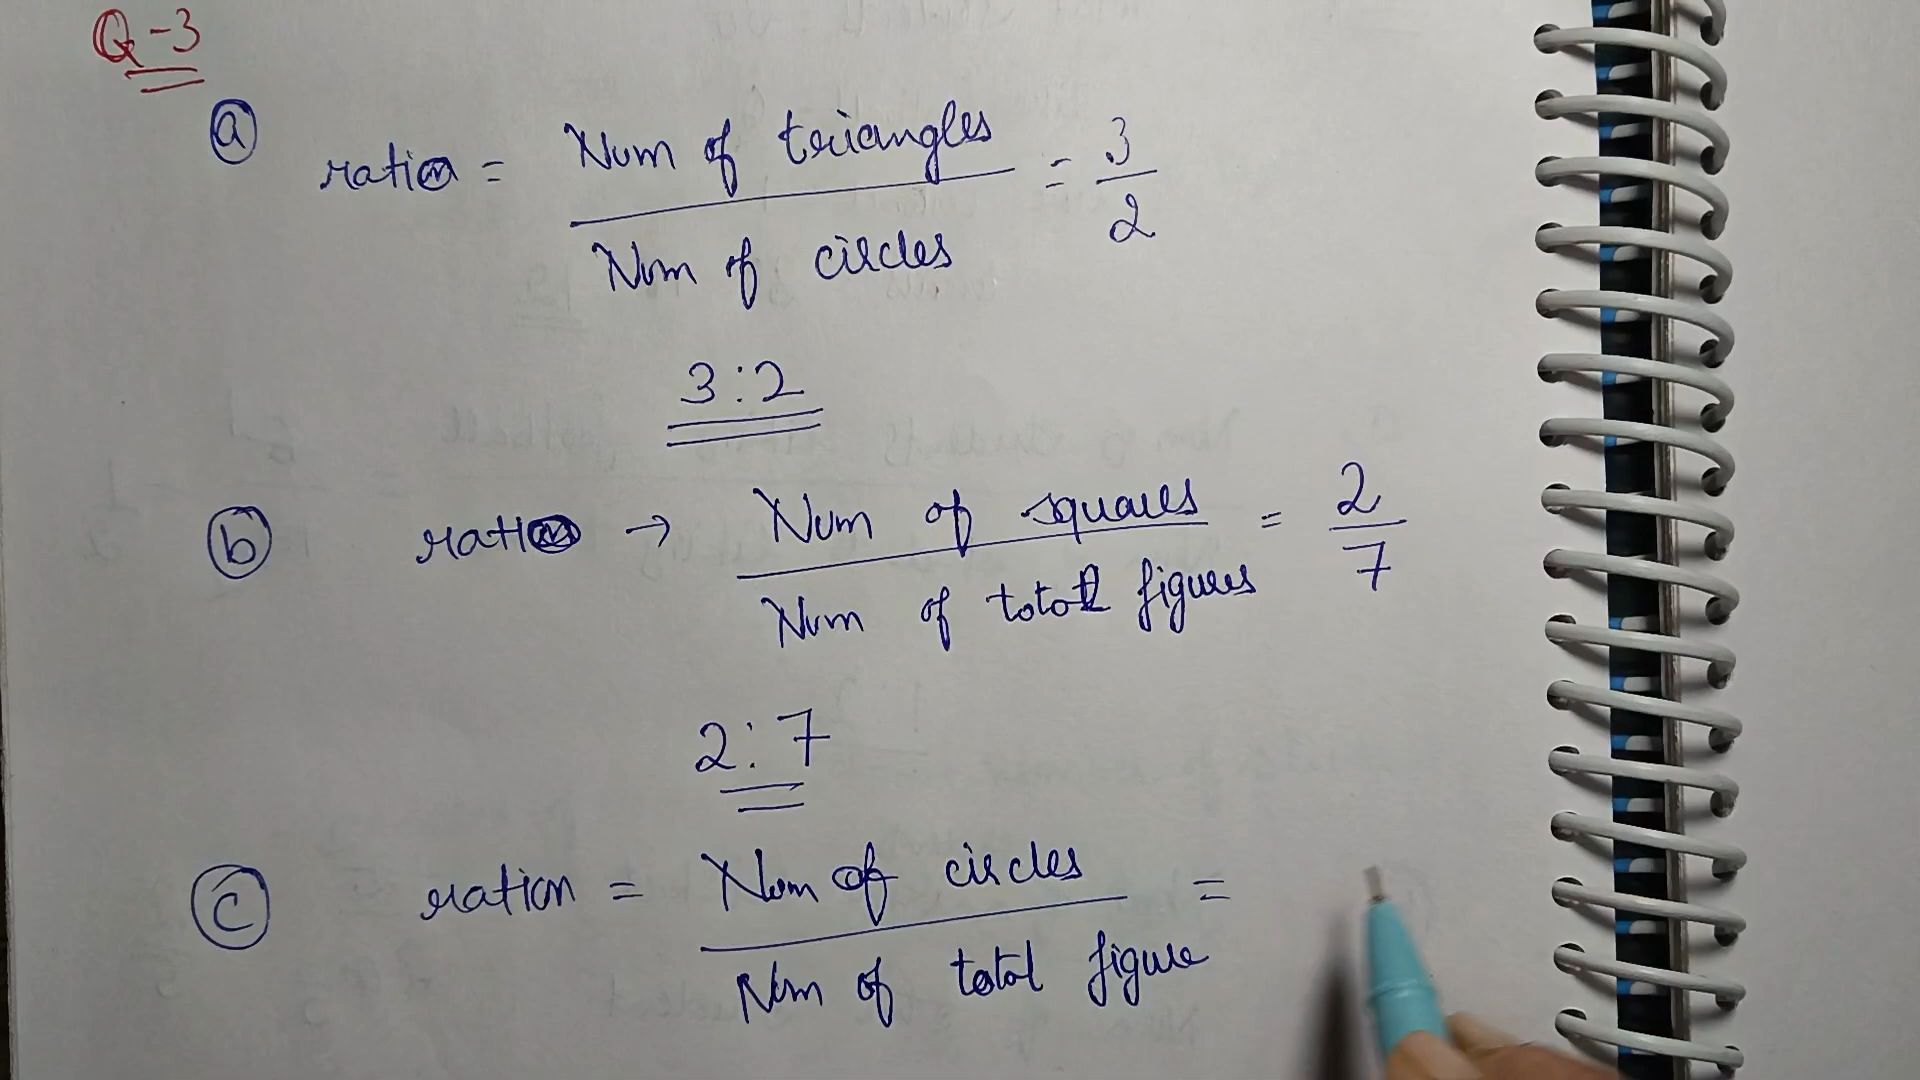 Q-3
a ratio = Num of triangles / Num of circles = 3/2
3:2
b ratio → Num of squares / Num of total figures = 2/7
2:7
c ration = Num of circles / Num of total figure =